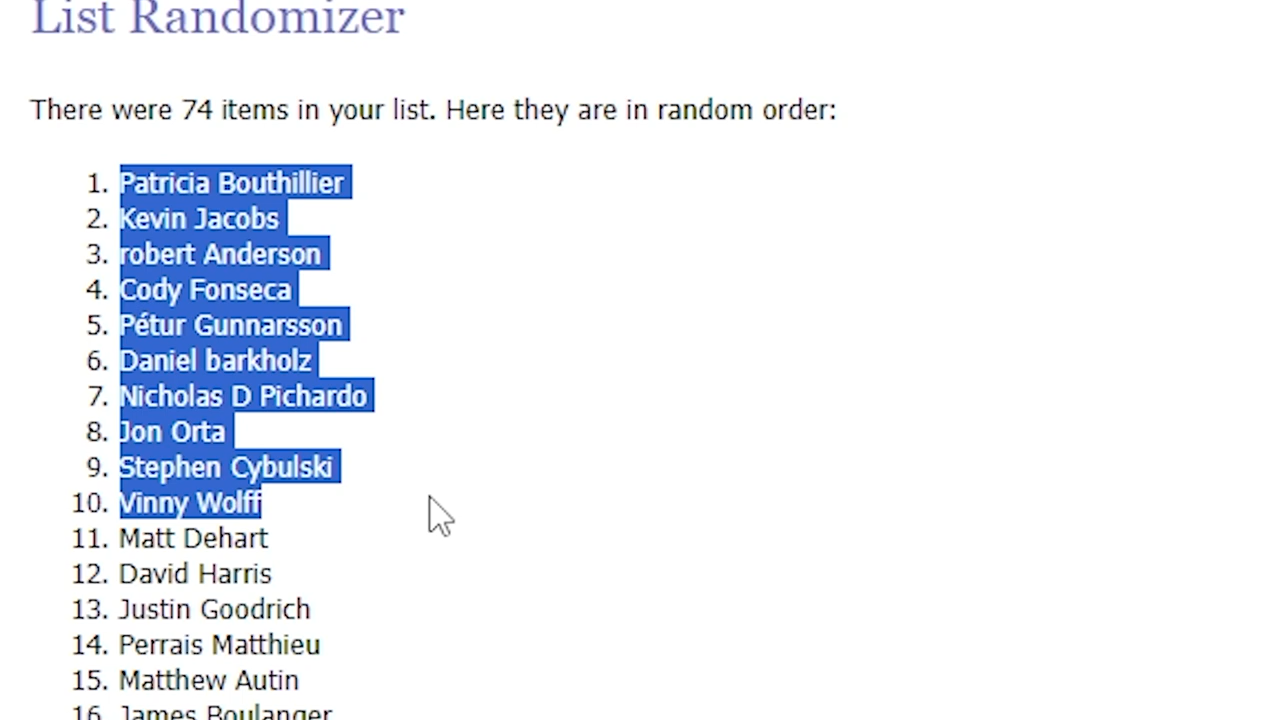 List Randomizer
There were 74 items in your list. Here they are in random order:
1. Patricia Bouthillier
2. Kevin Jacobs
3. robert Anderson
4. Cody Fonseca
5. Pétur Gunnarsson
6. Daniel barkholz
7. Nicholas D Pichardo
8. Jon Orta
9. Stephen Cybulski
10. Vinny Wolff
11. Matt Dehart
12. David Harris
13. Justin Goodrich
14. Perrais Matthieu
15. Matthew Autin
16. James Boulanger